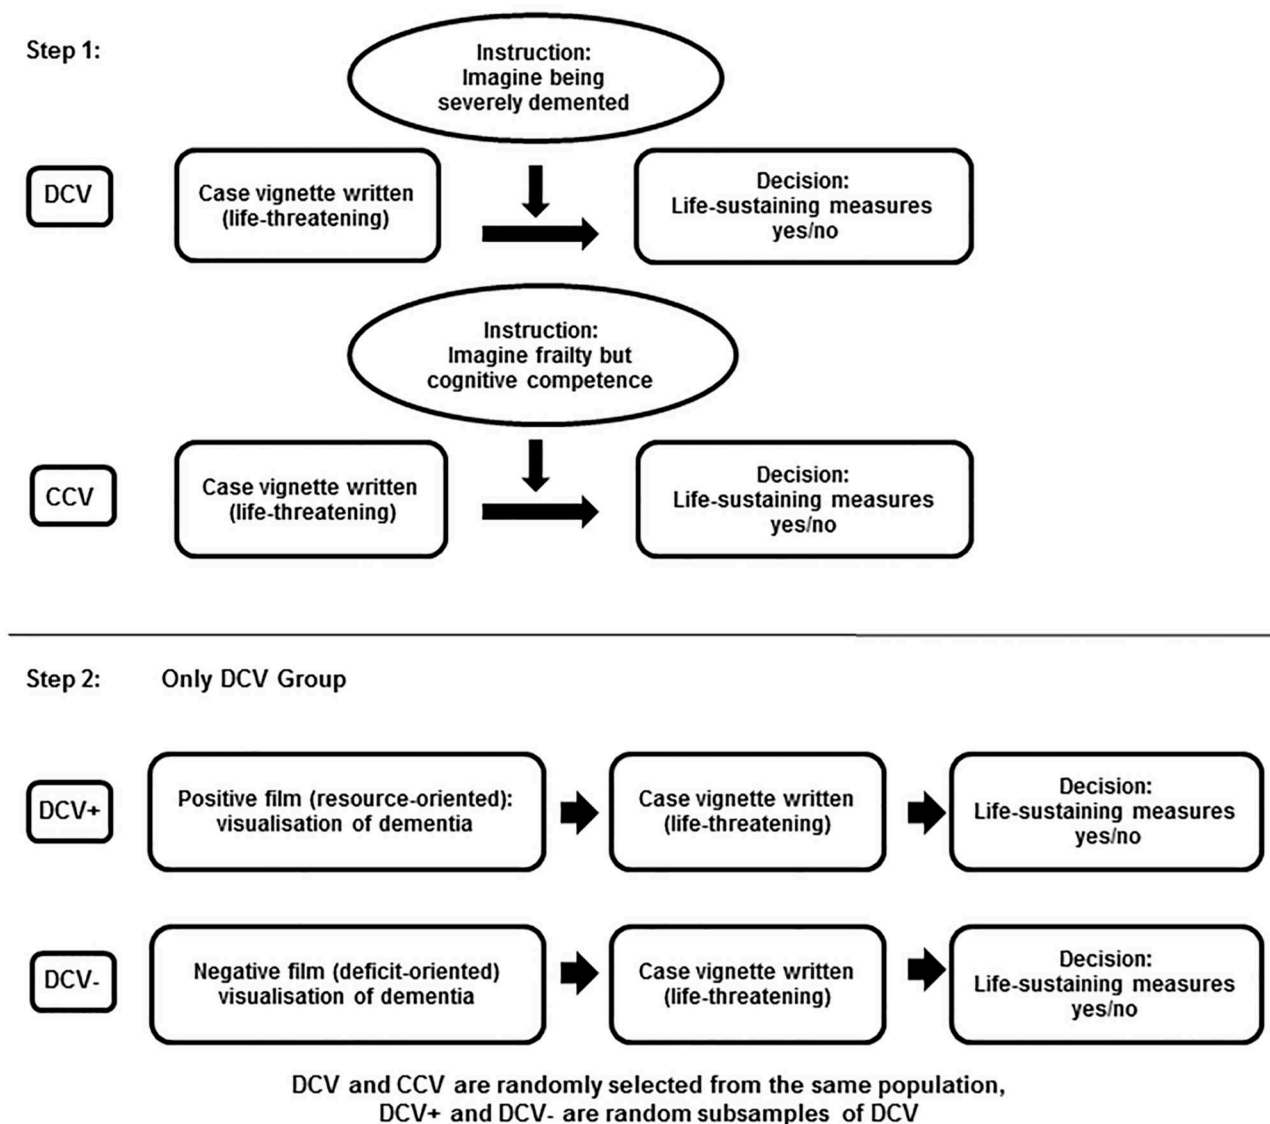 Step 1:
Instruction:
Imagine being
severely demented
DCV
Case vignette written
(life-threatening)
Decision:
Life-sustaining measures
yes/no
Instruction:
Imagine frailty but
cognitive competence
CCV
Case vignette written
(life-threatening)
Decision:
Life-sustaining measures
yes/no
Step 2: Only DCV Group
DCV+
Positive film (resource-oriented):
visualisation of dementia
Case vignette written
(life-threatening)
Decision:
Life-sustaining measures
yes/no
DCV-
Negative film (deficit-oriented)
visualisation of dementia
Case vignette written
(life-threatening)
Decision:
Life-sustaining measures
yes/no
DCV and CCV are randomly selected from the same population,
DCV+ and DCV- are random subsamples of DCV